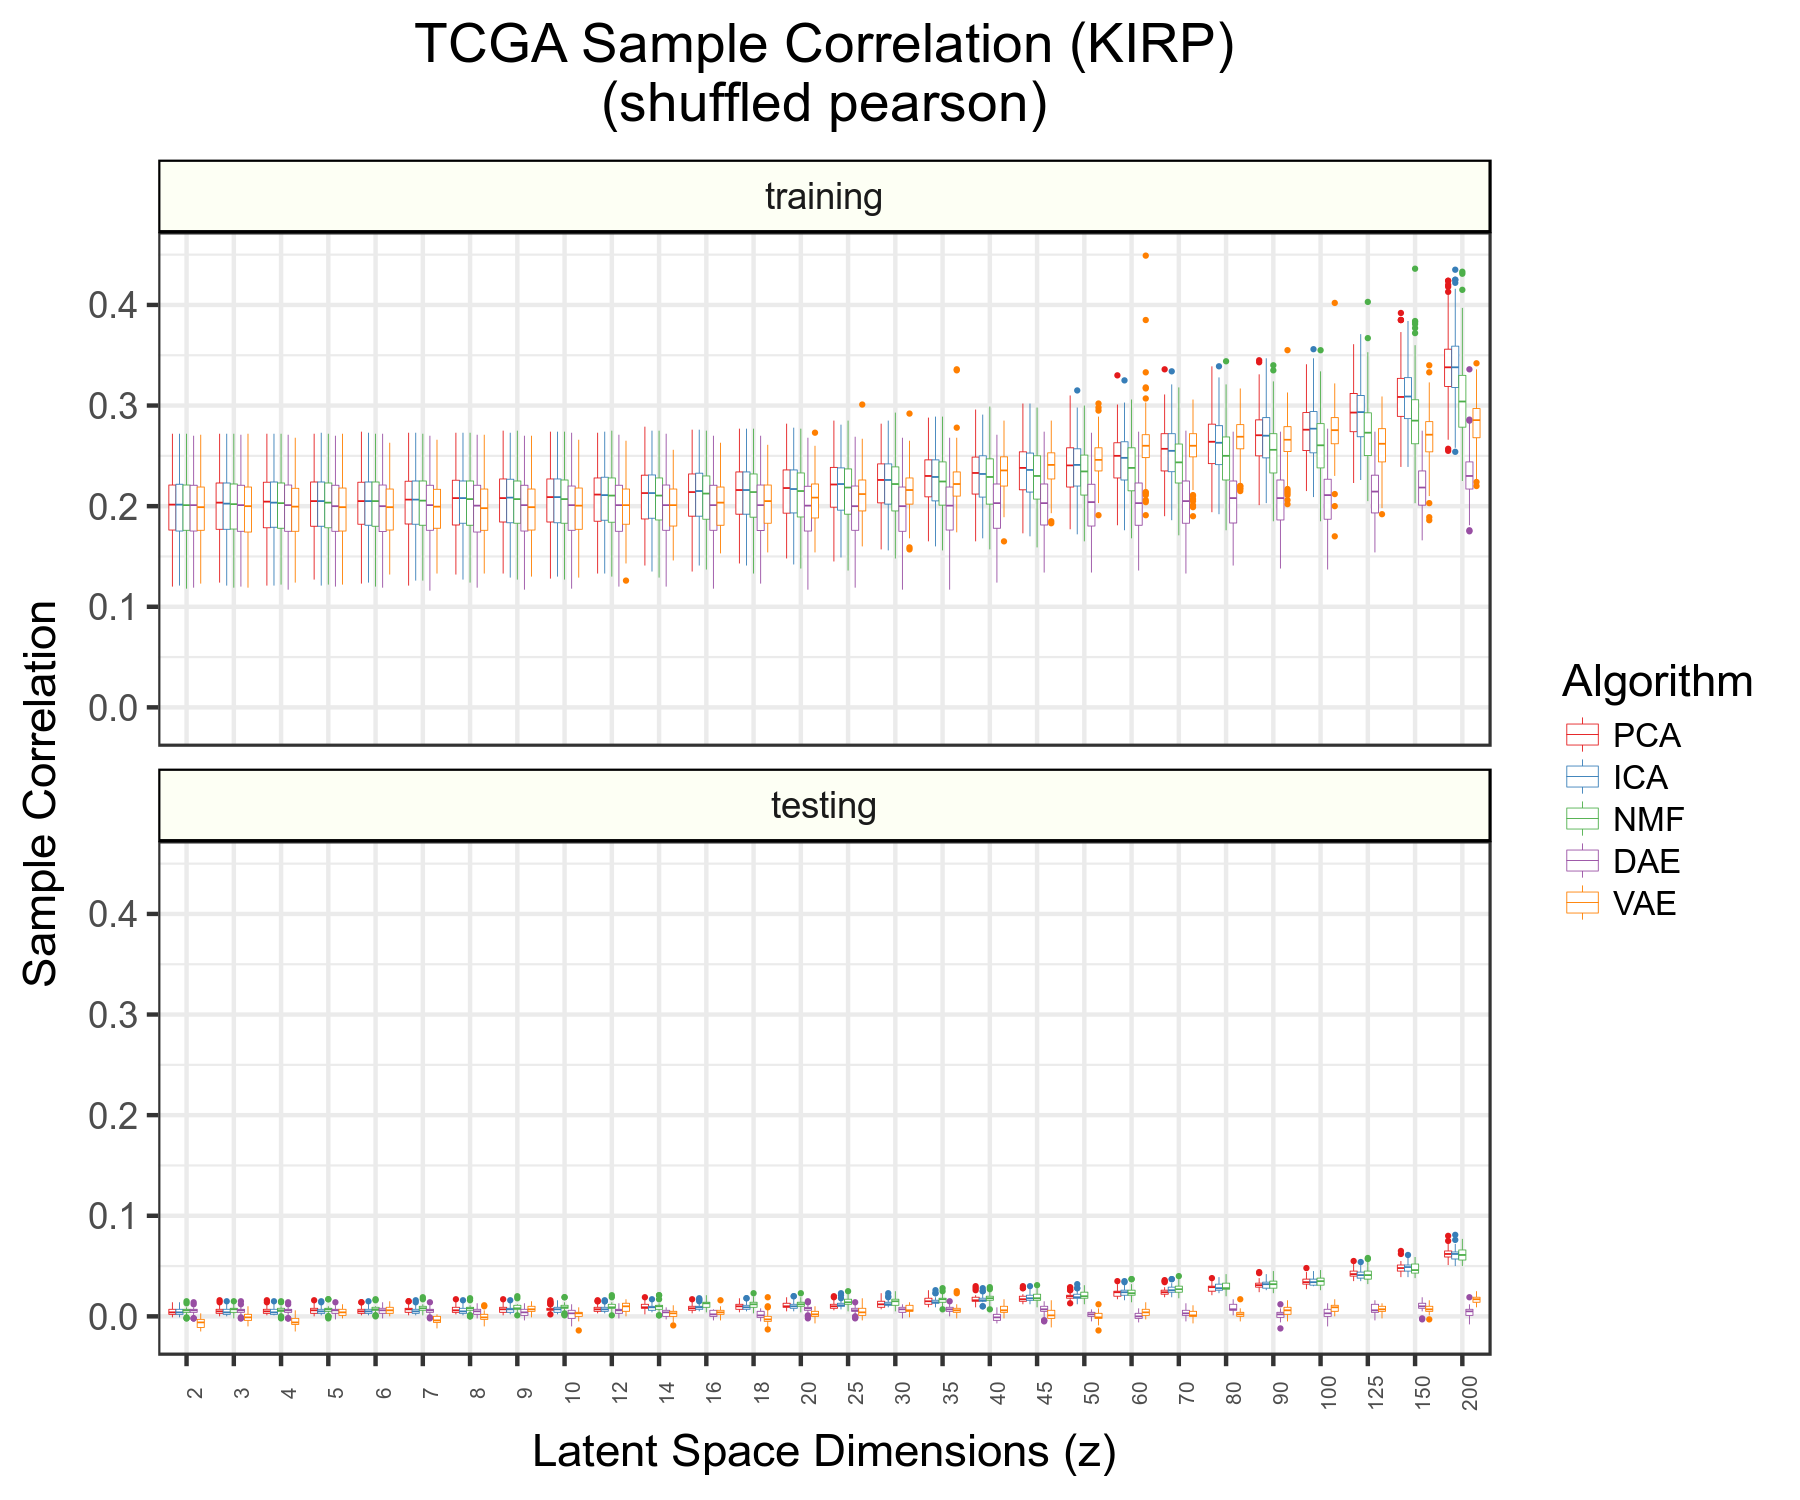 TCGA Sample Correlation (KIRP)
(shuffled pearson)
training
0.4
0.3
0.2
0.1
0.0
testing
0.4
0.3
0.2
0.1
0.0
Sample Correlation
2 3 4 5 6 7 8 9 10 12 14 16 18 20 25 30 35 40 45 50 60 70 80 90 100 125 150 200
Latent Space Dimensions (z)
Algorithm
PCA
ICA
NMF
DAE
VAE